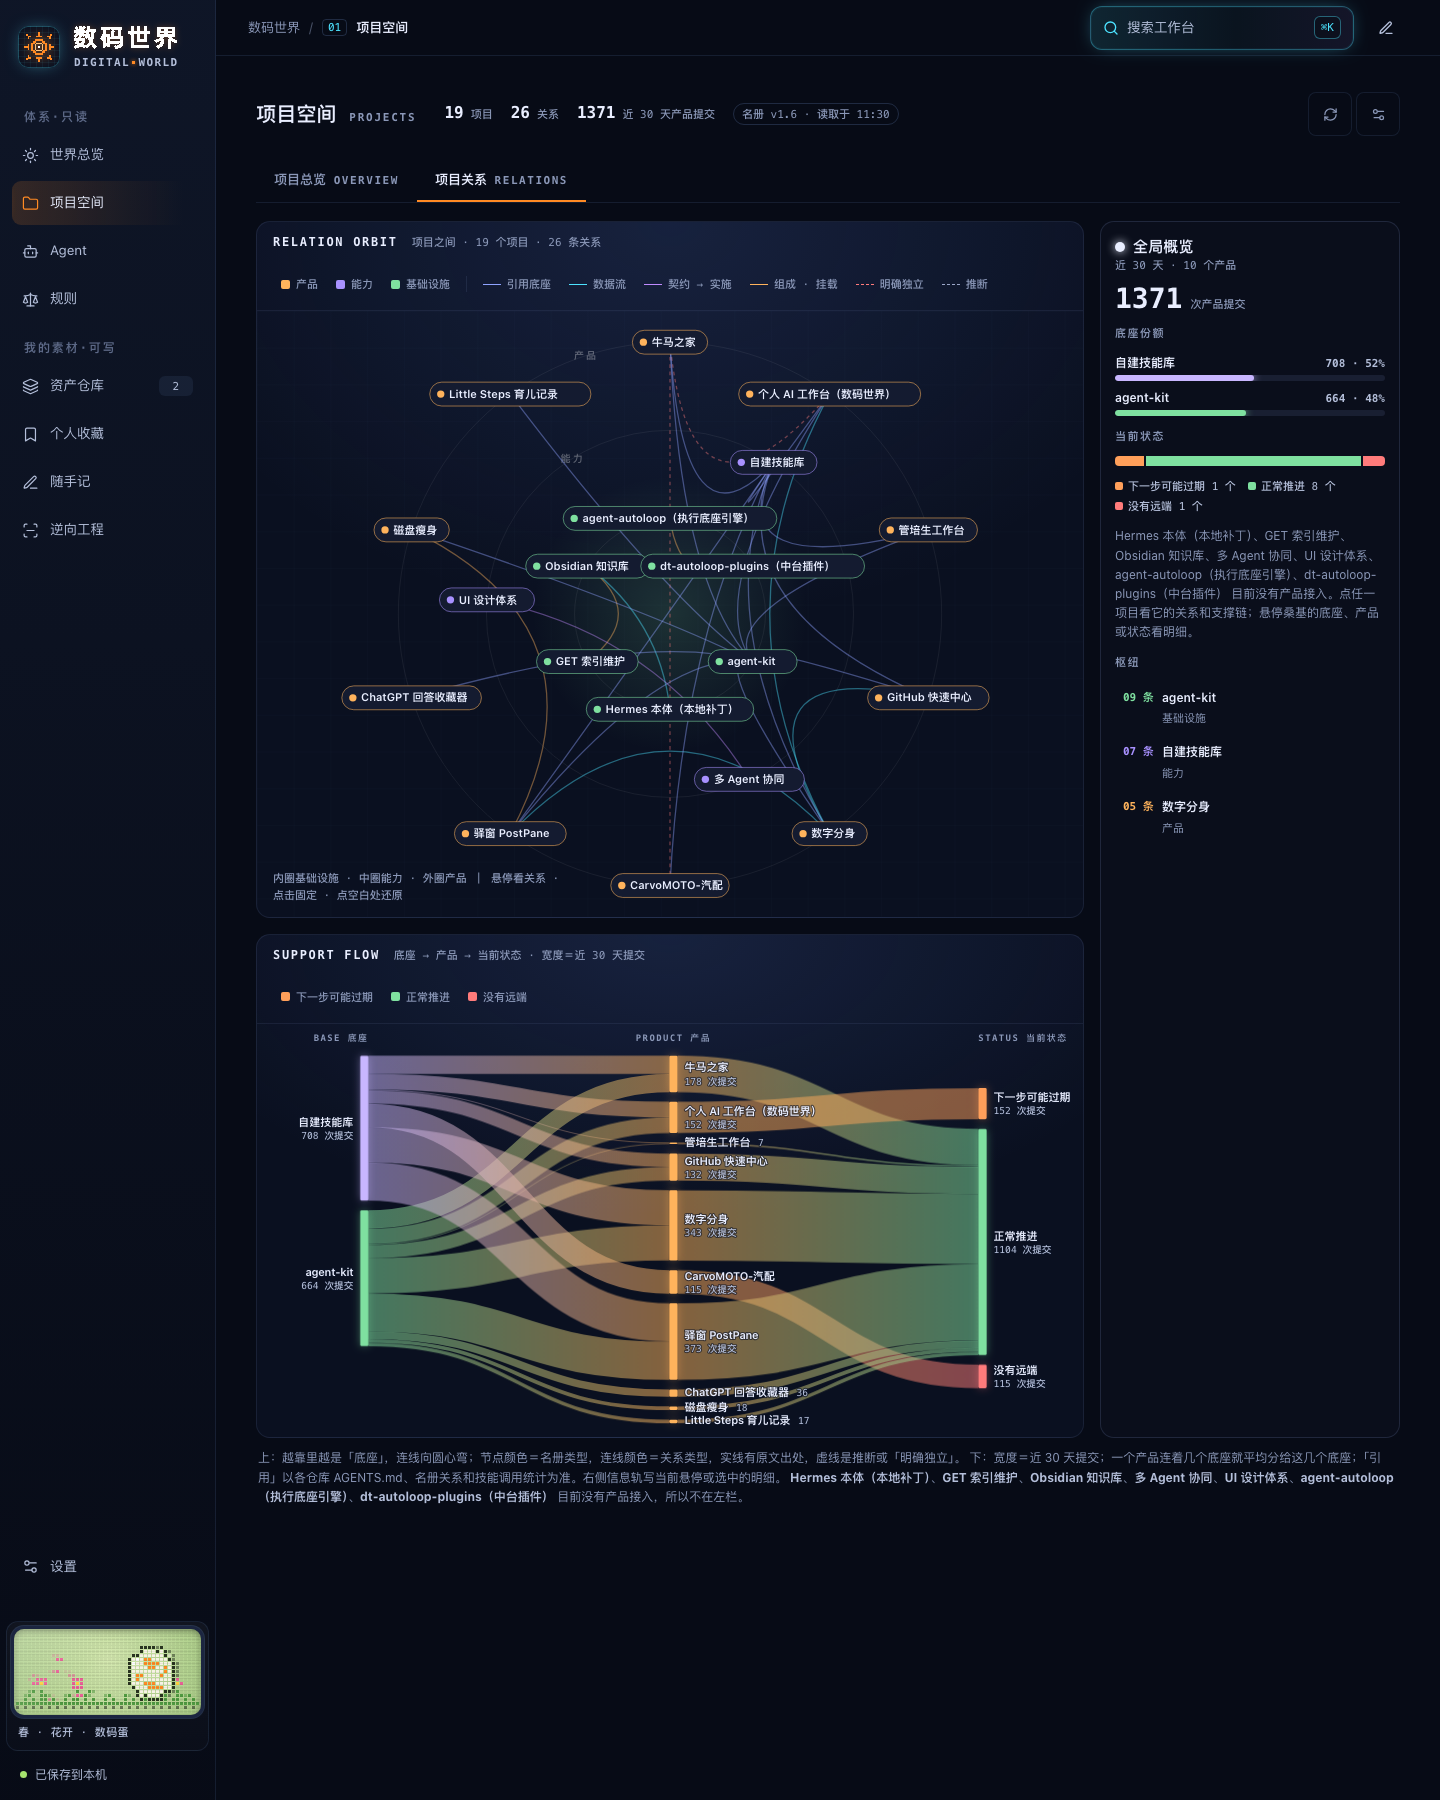 数码世界
DIGITAL•WORLD
体系·只读
世界总览
项目空间
Agent
规则
我的素材·可写
资产仓库 2
个人收藏
随手记
逆向工程
设置
春 · 花开 · 数码蛋
已保存到本机
数码世界 / 01 项目空间
搜索工作台 ⌘K
项目空间 PROJECTS 19 项目 26 关系 1371 近 30 天产品提交 名册 v1.6 · 读取于 11:30
项目总览 OVERVIEW 项目关系 RELATIONS
RELATION ORBIT 项目之间 · 19 个项目 · 26 条关系
产品 能力 基础设施 引用底座 数据流 契约 → 实施 组成 · 挂载 明确独立 推断
牛马之家
产品
Little Steps 育儿记录
个人 AI 工作台（数码世界）
能力
自建技能库
agent-autoloop（执行底座引擎）
磁盘瘦身
管培生工作台
Obsidian 知识库
dt-autoloop-plugins（中台插件）
UI 设计体系
GET 索引维护
agent-kit
ChatGPT 回答收藏器
GitHub 快速中心
Hermes 本体（本地补丁）
多 Agent 协同
驿窗 PostPane
数字分身
CarvoMOTO-汽配
内圈基础设施 · 中圈能力 · 外圈产品 | 悬停看关系 ·
点击固定 · 点空白处还原
SUPPORT FLOW 底座 → 产品 → 当前状态 · 宽度＝近 30 天提交
下一步可能过期 正常推进 没有远端
BASE 底座 PRODUCT 产品 STATUS 当前状态
自建技能库
708 次提交
agent-kit
664 次提交
牛马之家
178 次提交
个人 AI 工作台（数码世界）
152 次提交
管培生工作台 7
GitHub 快速中心
132 次提交
数字分身
343 次提交
CarvoMOTO-汽配
115 次提交
驿窗 PostPane
373 次提交
ChatGPT 回答收藏器 36
磁盘瘦身 18
Little Steps 育儿记录 17
下一步可能过期
152 次提交
正常推进
1104 次提交
没有远端
115 次提交
全局概览
近 30 天 · 10 个产品
1371 次产品提交
底座份额
自建技能库 708 · 52%
agent-kit 664 · 48%
当前状态
下一步可能过期 1 个 正常推进 8 个
没有远端 1 个
Hermes 本体（本地补丁）、GET 索引维护、
Obsidian 知识库、多 Agent 协同、UI 设计体系、
agent-autoloop（执行底座引擎）、dt-autoloop-
plugins（中台插件） 目前没有产品接入。点任一
项目看它的关系和支撑链；悬停桑基的底座、产品
或状态看明细。
枢纽
09 条 agent-kit
基础设施
07 条 自建技能库
能力
05 条 数字分身
产品
上：越靠里越是「底座」，连线向圆心弯；节点颜色＝名册类型，连线颜色＝关系类型，实线有原文出处，虚线是推断或「明确独立」。 下：宽度＝近 30 天提交；一个产品连着几个底座就平均分给这几个底座；「引
用」以各仓库 AGENTS.md、名册关系和技能调用统计为准。右侧信息轨写当前悬停或选中的明细。 Hermes 本体（本地补丁）、GET 索引维护、Obsidian 知识库、多 Agent 协同、UI 设计体系、agent-autoloop
（执行底座引擎）、dt-autoloop-plugins（中台插件） 目前没有产品接入，所以不在左栏。